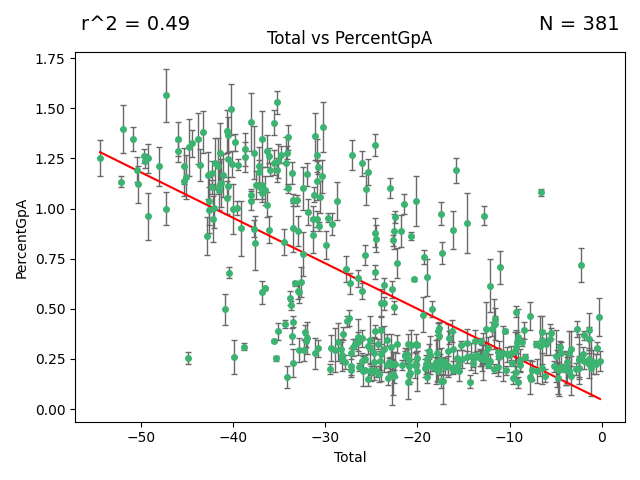 r^2 = 0.49
N = 381
Total vs PercentGpA
1.75
1.50
1.25
1.00
0.75
0.50
0.25
0.00
PercentGpA
−50
−40
−30
−20
−10
0
Total